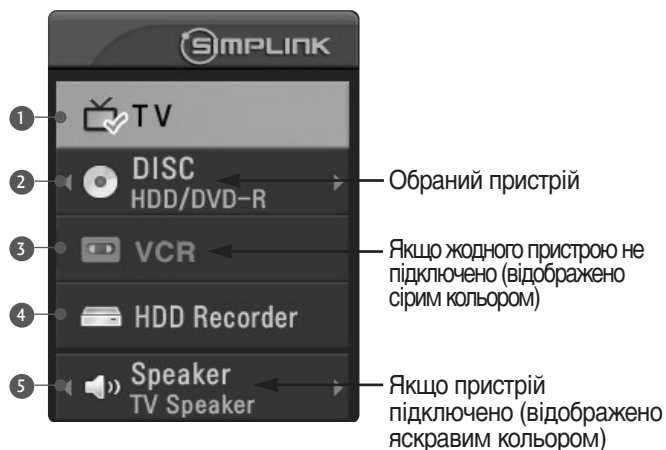 SIMPLINK
1 TV
2 DISC
HDD/DVD-R
Обраний пристрій
3 VCR
Якщо жодного пристрою не
підключено (відображено
сірим кольором)
4 HDD Recorder
5 Speaker
TV Speaker
Якщо пристрій
підключено (відображено
яскравим кольором)